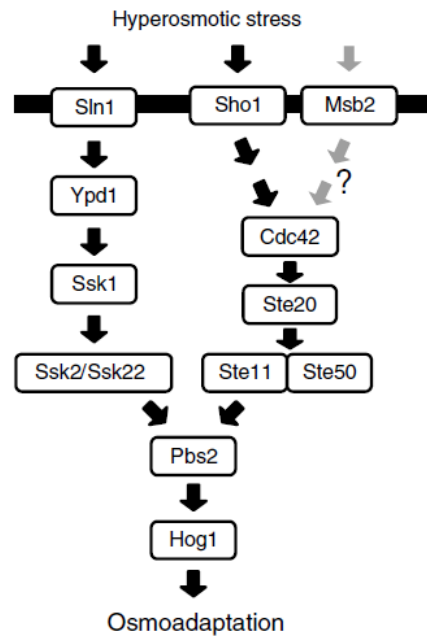 Hyperosmotic stress
Sln1 Sho1 Msb2
?
Ypd1
Cdc42
Ssk1
Ste20
Ssk2/Ssk22 Ste11 Ste50
Pbs2
Hog1
Osmoadaptation